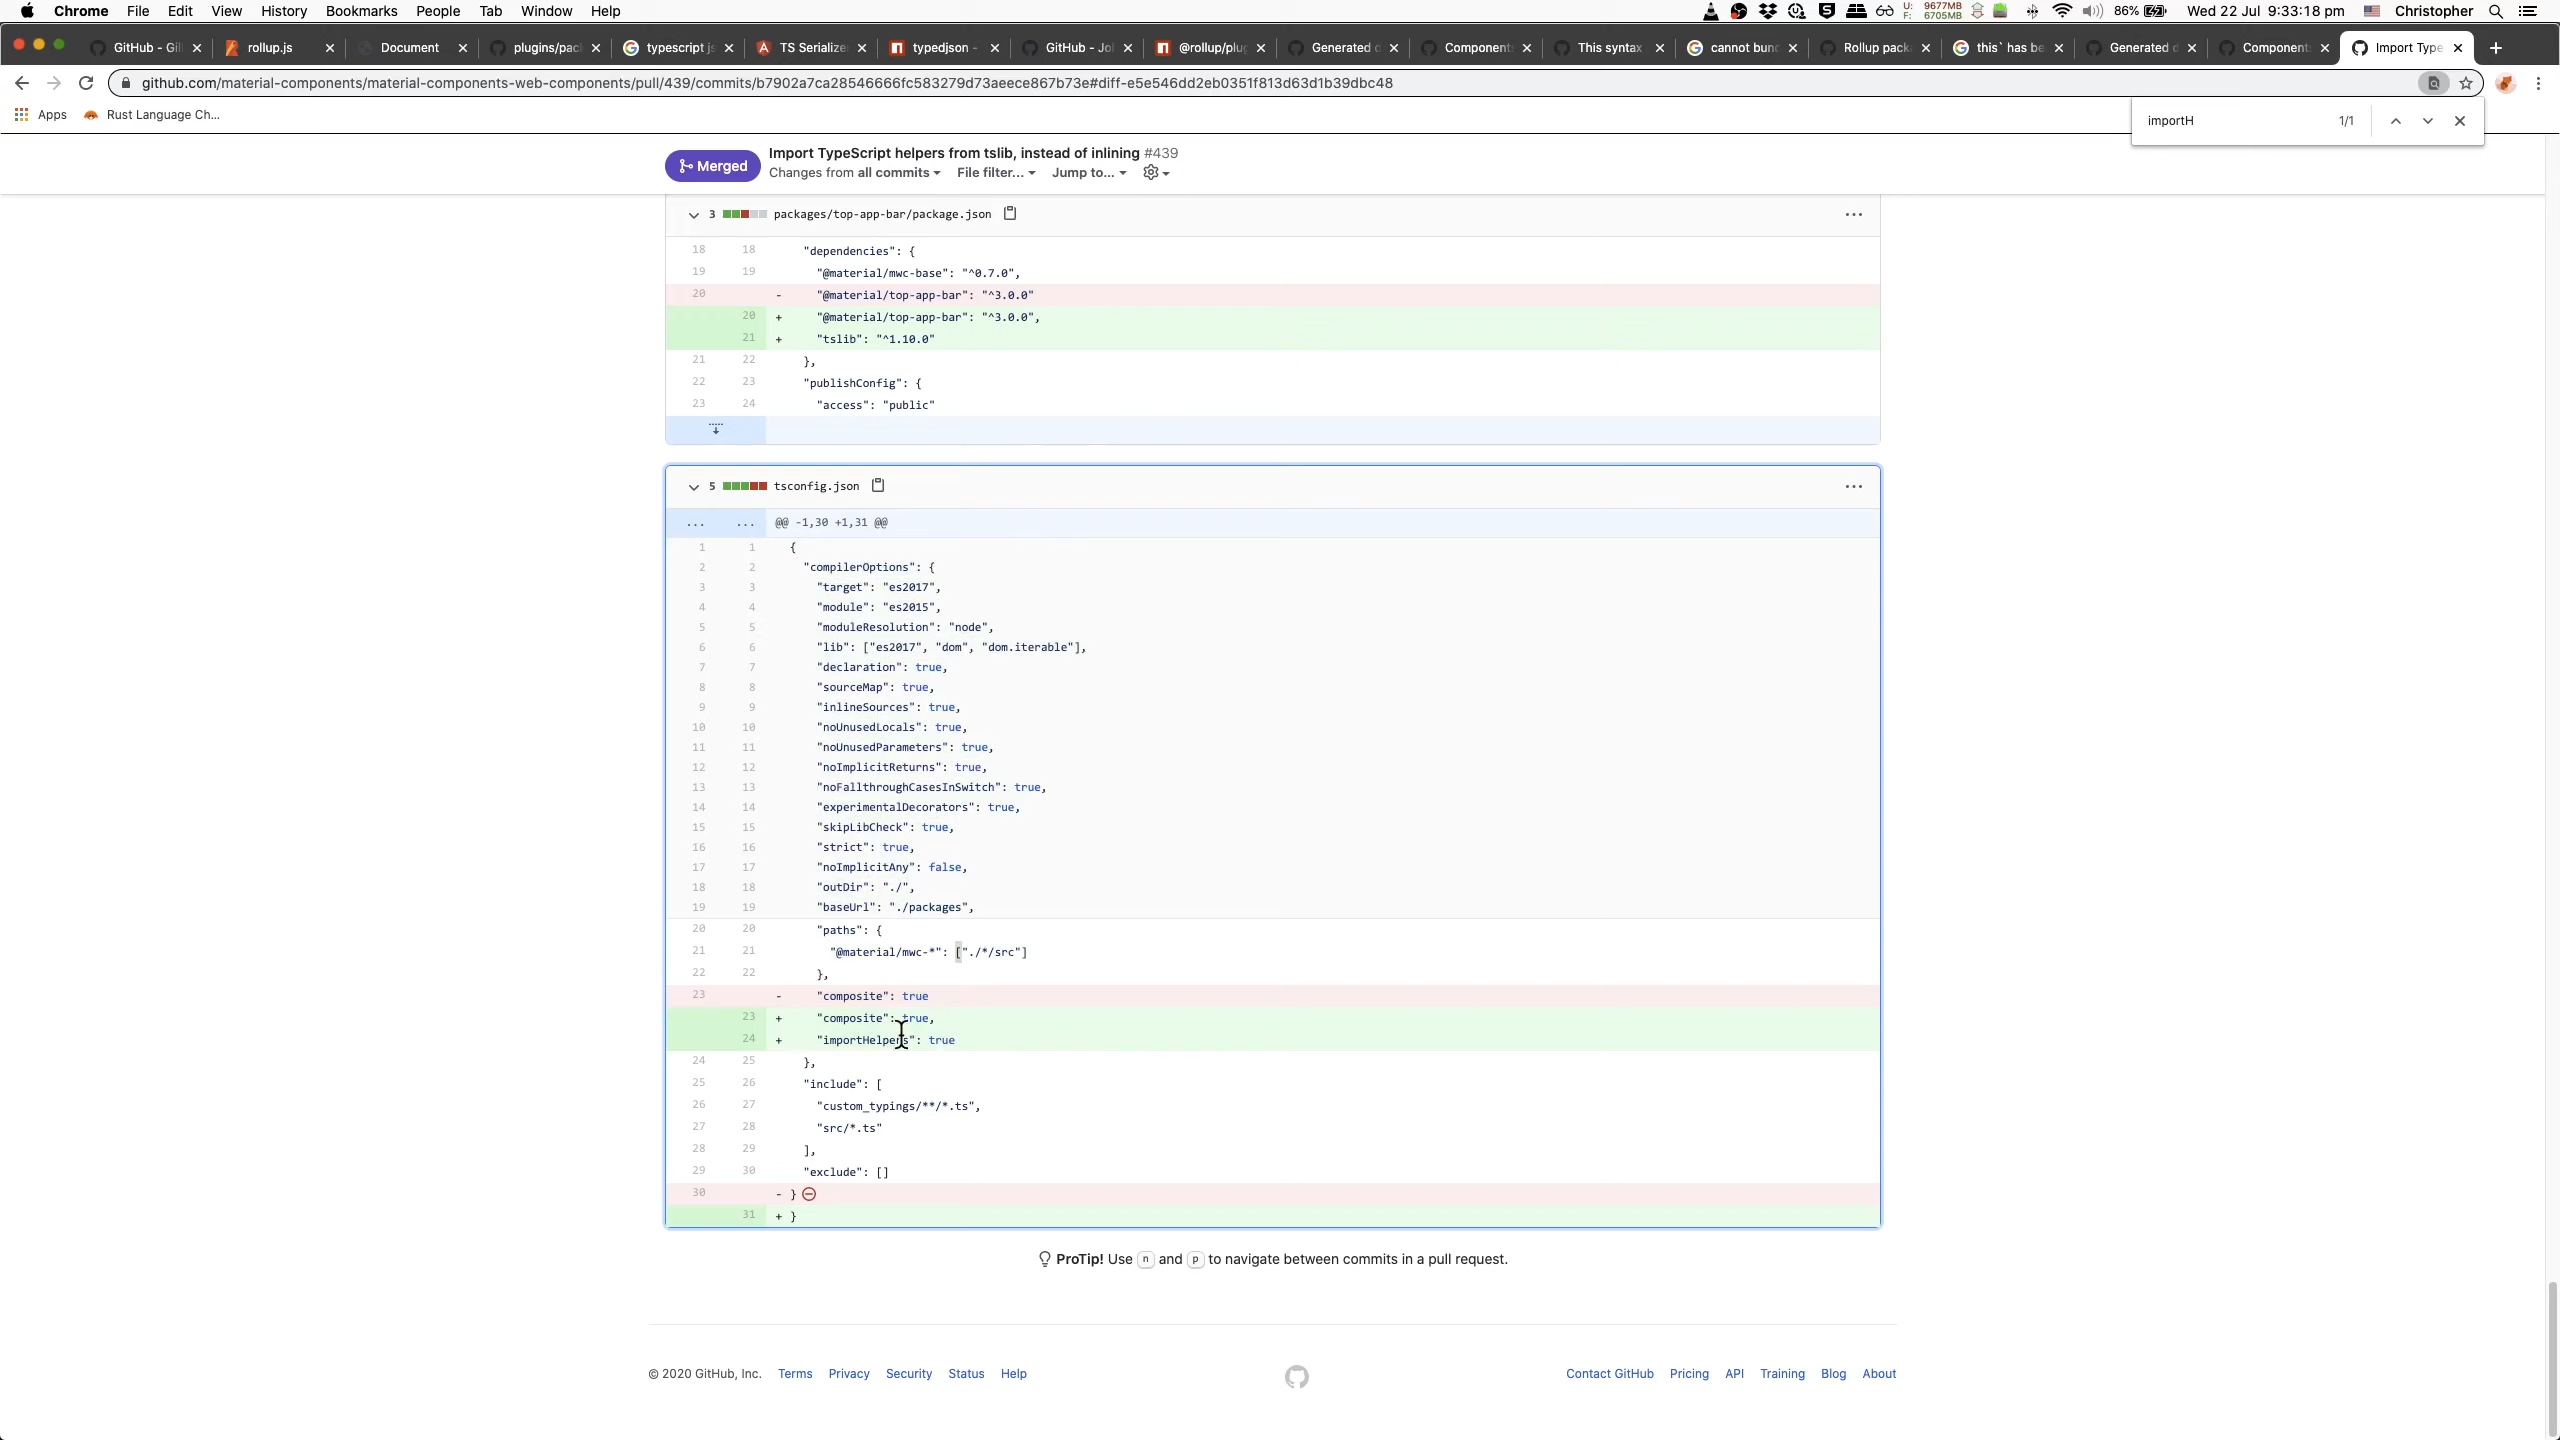 Chrome File Edit View History Bookmarks People Tab Window Help
U: 9677MB
F: 6705MB
86% Wed 22 Jul 9:33:18 pm Christopher
GitHub - Gil rollup.js Document plugins/pac typescript js TS Serialize typedjson - GitHub - Jo @rollup/plug Generated c Component This syntax cannot bun Rollup pack this` has be Generated c Component Import Type
github.com/material-components/material-components-web-components/pull/439/commits/b7902a7ca28546666fc583279d73aeece867b73e#diff-e5e546dd2eb0351f813d63d1b39dbc48
Apps Rust Language Ch...
importH 1/1
Merged
Import TypeScript helpers from tslib, instead of inlining #439
Changes from all commits File filter... Jump to...
3 packages/top-app-bar/package.json
18 18 "dependencies": {
19 19 "@material/mwc-base": "^0.7.0",
20 - "@material/top-app-bar": "^3.0.0"
20 + "@material/top-app-bar": "^3.0.0",
21 + "tslib": "^1.10.0"
21 22 },
22 23 "publishConfig": {
23 24 "access": "public"
5 tsconfig.json
... ... @@ -1,30 +1,31 @@
1 1 {
2 2 "compilerOptions": {
3 3 "target": "es2017",
4 4 "module": "es2015",
5 5 "moduleResolution": "node",
6 6 "lib": ["es2017", "dom", "dom.iterable"],
7 7 "declaration": true,
8 8 "sourceMap": true,
9 9 "inlineSources": true,
10 10 "noUnusedLocals": true,
11 11 "noUnusedParameters": true,
12 12 "noImplicitReturns": true,
13 13 "noFallthroughCasesInSwitch": true,
14 14 "experimentalDecorators": true,
15 15 "skipLibCheck": true,
16 16 "strict": true,
17 17 "noImplicitAny": false,
18 18 "outDir": "./",
19 19 "baseUrl": "./packages",
20 20 "paths": {
21 21 "@material/mwc-*": ["./*/src"]
22 22 },
23 - "composite": true
23 + "composite": true,
24 + "importHelpers": true
24 25 },
25 26 "include": [
26 27 "custom_typings/**/*.ts",
27 28 "src/*.ts"
28 29 ],
29 30 "exclude": []
30 - }
31 + }
ProTip! Use n and p to navigate between commits in a pull request.
© 2020 GitHub, Inc. Terms Privacy Security Status Help Contact GitHub Pricing API Training Blog About